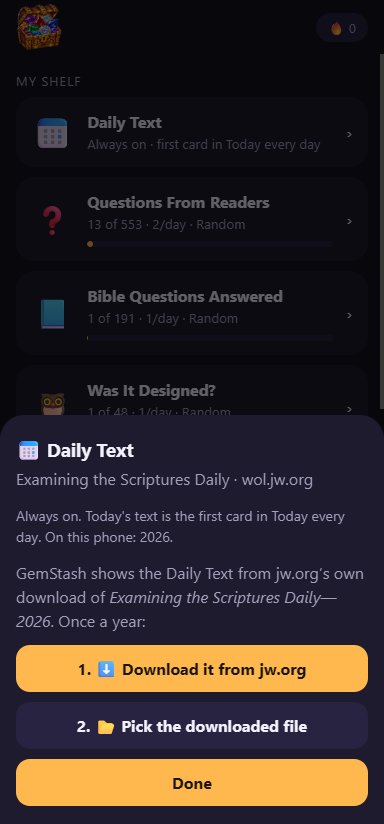 0
MY SHELF
Daily Text
Always on · first card in Today every day
Questions From Readers
13 of 553 · 2/day · Random
Bible Questions Answered
1 of 191 · 1/day · Random
Was It Designed?
1 of 48 · 1/day · Random
Daily Text
Examining the Scriptures Daily · wol.jw.org
Always on. Today's text is the first card in Today every
day. On this phone: 2026.
GemStash shows the Daily Text from jw.org's own
download of Examining the Scriptures Daily—
2026. Once a year:
1. Download it from jw.org
2. Pick the downloaded file
Done